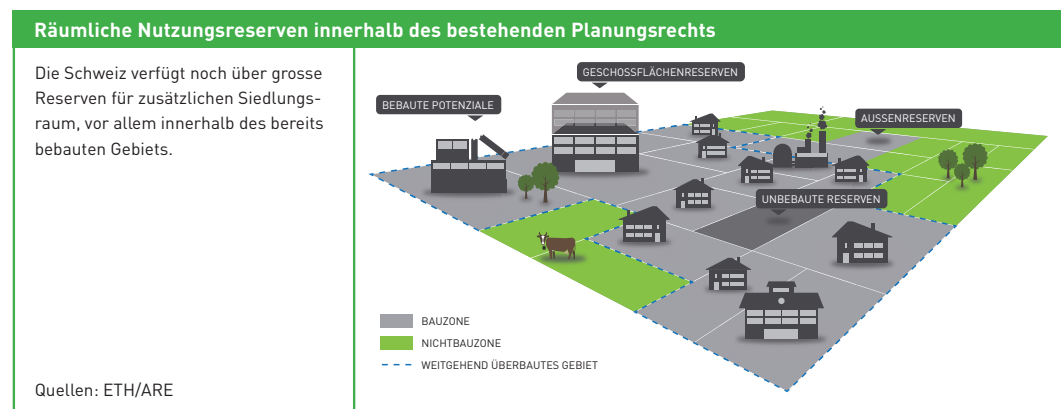 Räumliche Nutzungsreserven innerhalb des bestehenden Planungsrechts
Die Schweiz verfügt noch über grosse
Reserven für zusätzlichen Siedlungs-
raum, vor allem innerhalb des bereits
bebauten Gebiets.
Quellen: ETH/ARE
GESCHOSSFLÄCHENRESERVEN
BEBAUTE POTENZIALE
AUSSENRESERVEN
UNBEBAUTE RESERVEN
BAUZONE
NICHTBAUZONE
WEITGEHEND ÜBERBAUTES GEBIET